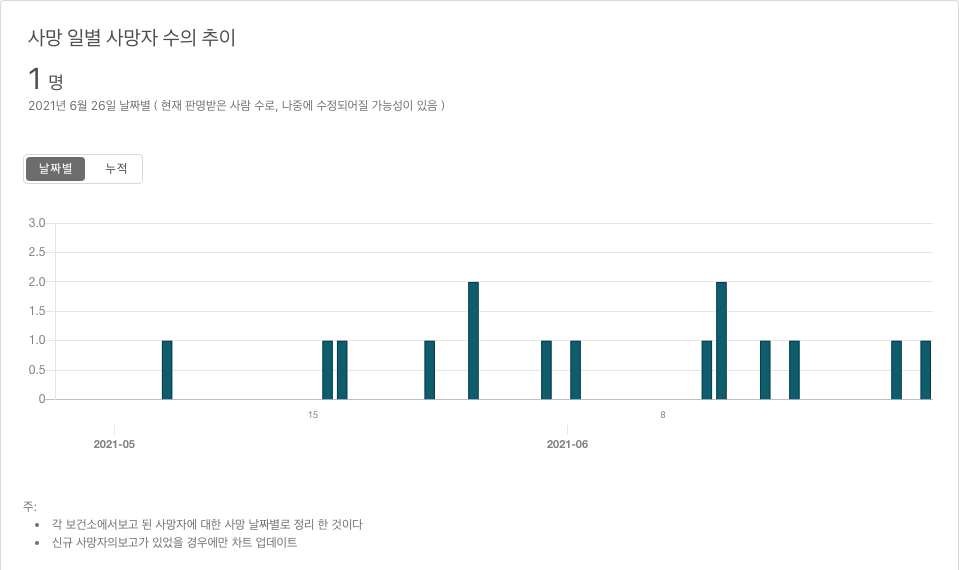 사망 일별 사망자 수의 추이
1 명
2021년 6월 26일 날짜별 ( 현재 판명받은 사람 수로, 나중에 수정되어질 가능성이 있음 )
날짜별 누적
3.0
2.5
2.0
1.5
1.0
0.5
0
15 8
2021-05 2021-06
주:
• 각 보건소에서보고 된 사망자에 대한 사망 날짜별로 정리 한 것이다
• 신규 사망자의보고가 있었을 경우에만 차트 업데이트